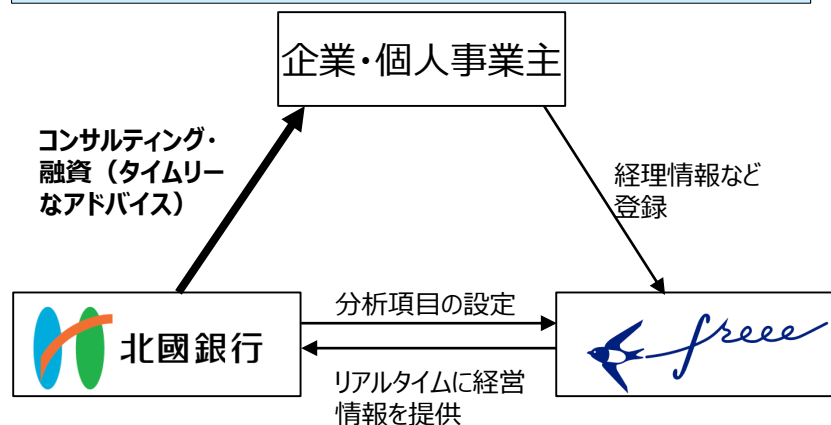 企業・個人事業主
コンサルティング・
融資（タイムリー
なアドバイス）
経理情報など
登録
北國銀行
分析項目の設定
freee
リアルタイムに経営
情報を提供